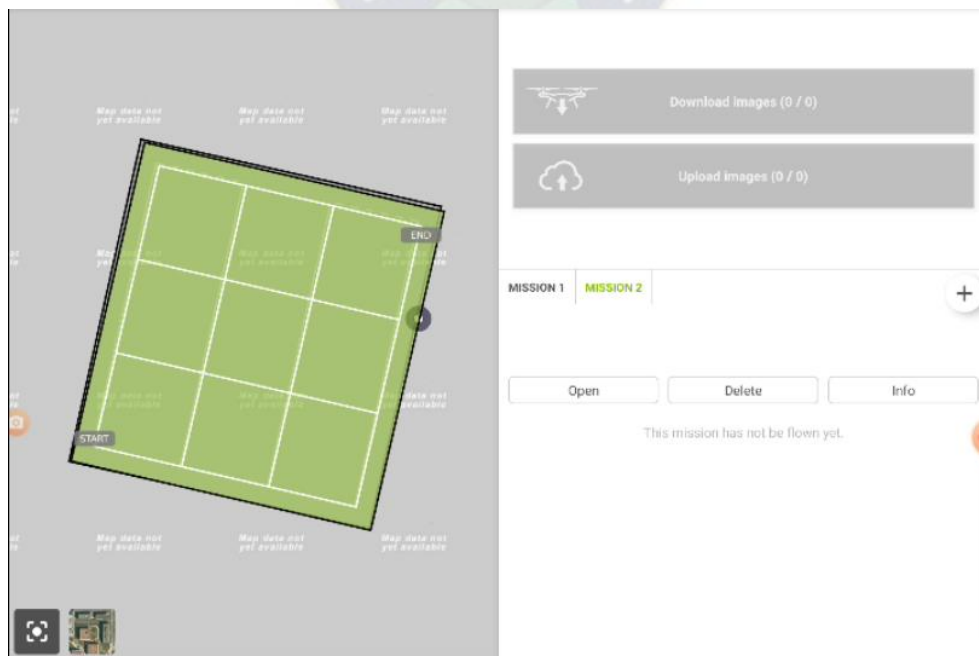 Map data not
yet available
Map data not
yet available
Map data not
yet available
END
START
Map data not
yet available
Map data not
yet available
Map data not
yet available
Download images (0 / 0)
Upload images (0 / 0)
MISSION 1
MISSION 2
+
Open
Delete
Info
This mission has not be flown yet.